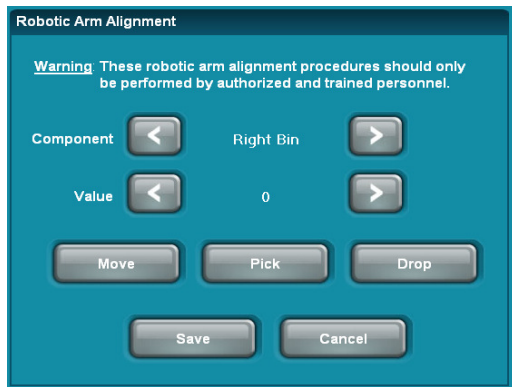 Robotic Arm Alignment
Warning: These robotic arm alignment procedures should only
be performed by authorized and trained personnel.
Component < Right Bin >
Value < 0 >
Move Pick Drop
Save Cancel